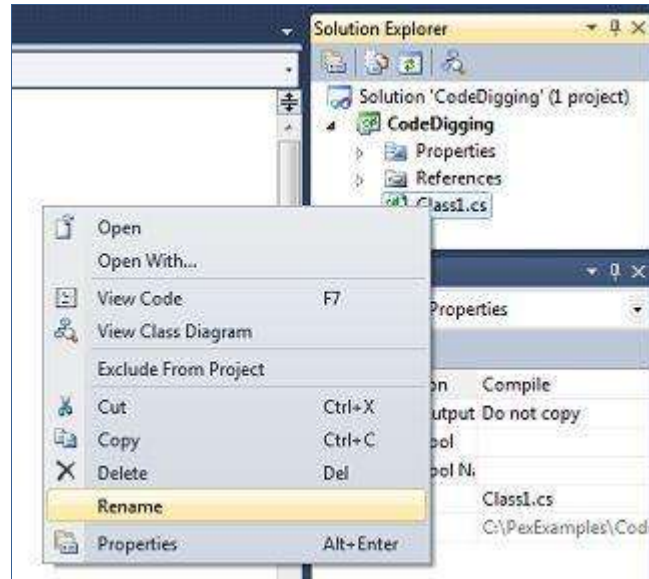 Solution Explorer
Solution 'CodeDigging' (1 project)
CodeDigging
Properties
References
Class1.cs
Open
Open With...
View Code F7
View Class Diagram
Exclude From Project
Cut Ctrl+X
Copy Ctrl+C
Delete Del
Rename
Properties Alt+Enter
Properties
Compile
Do not copy
Class1.cs
C:\PexExamples\Cod